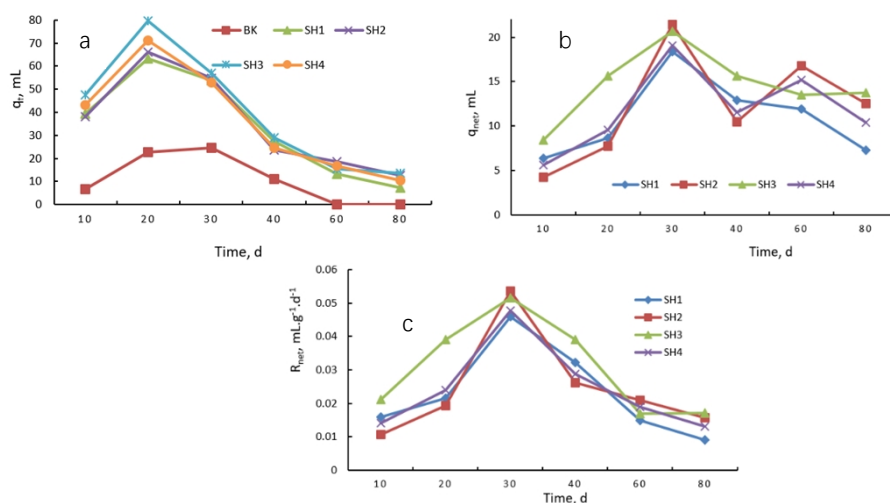 a
BK SH1 SH2
SH3 SH4
qt, mL
80
70
60
50
40
30
20
10
0
10 20 30 40 60 80
Time, d
b
qnet, mL
20
15
10
5
0
SH1 SH2 SH3 SH4
10 20 30 40 60 80
Time, d
c
Rnet, mL.g⁻¹.d⁻¹
0.06
0.05
0.04
0.03
0.02
0.01
0
SH1
SH2
SH3
SH4
10 20 30 40 60 80
Time, d